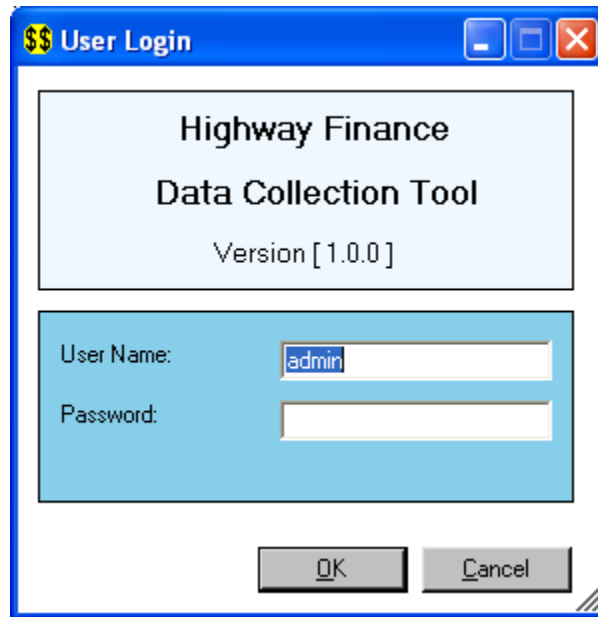 $$ User Login
Highway Finance
Data Collection Tool
Version [ 1.0.0 ]
User Name: admin
Password:
OK Cancel